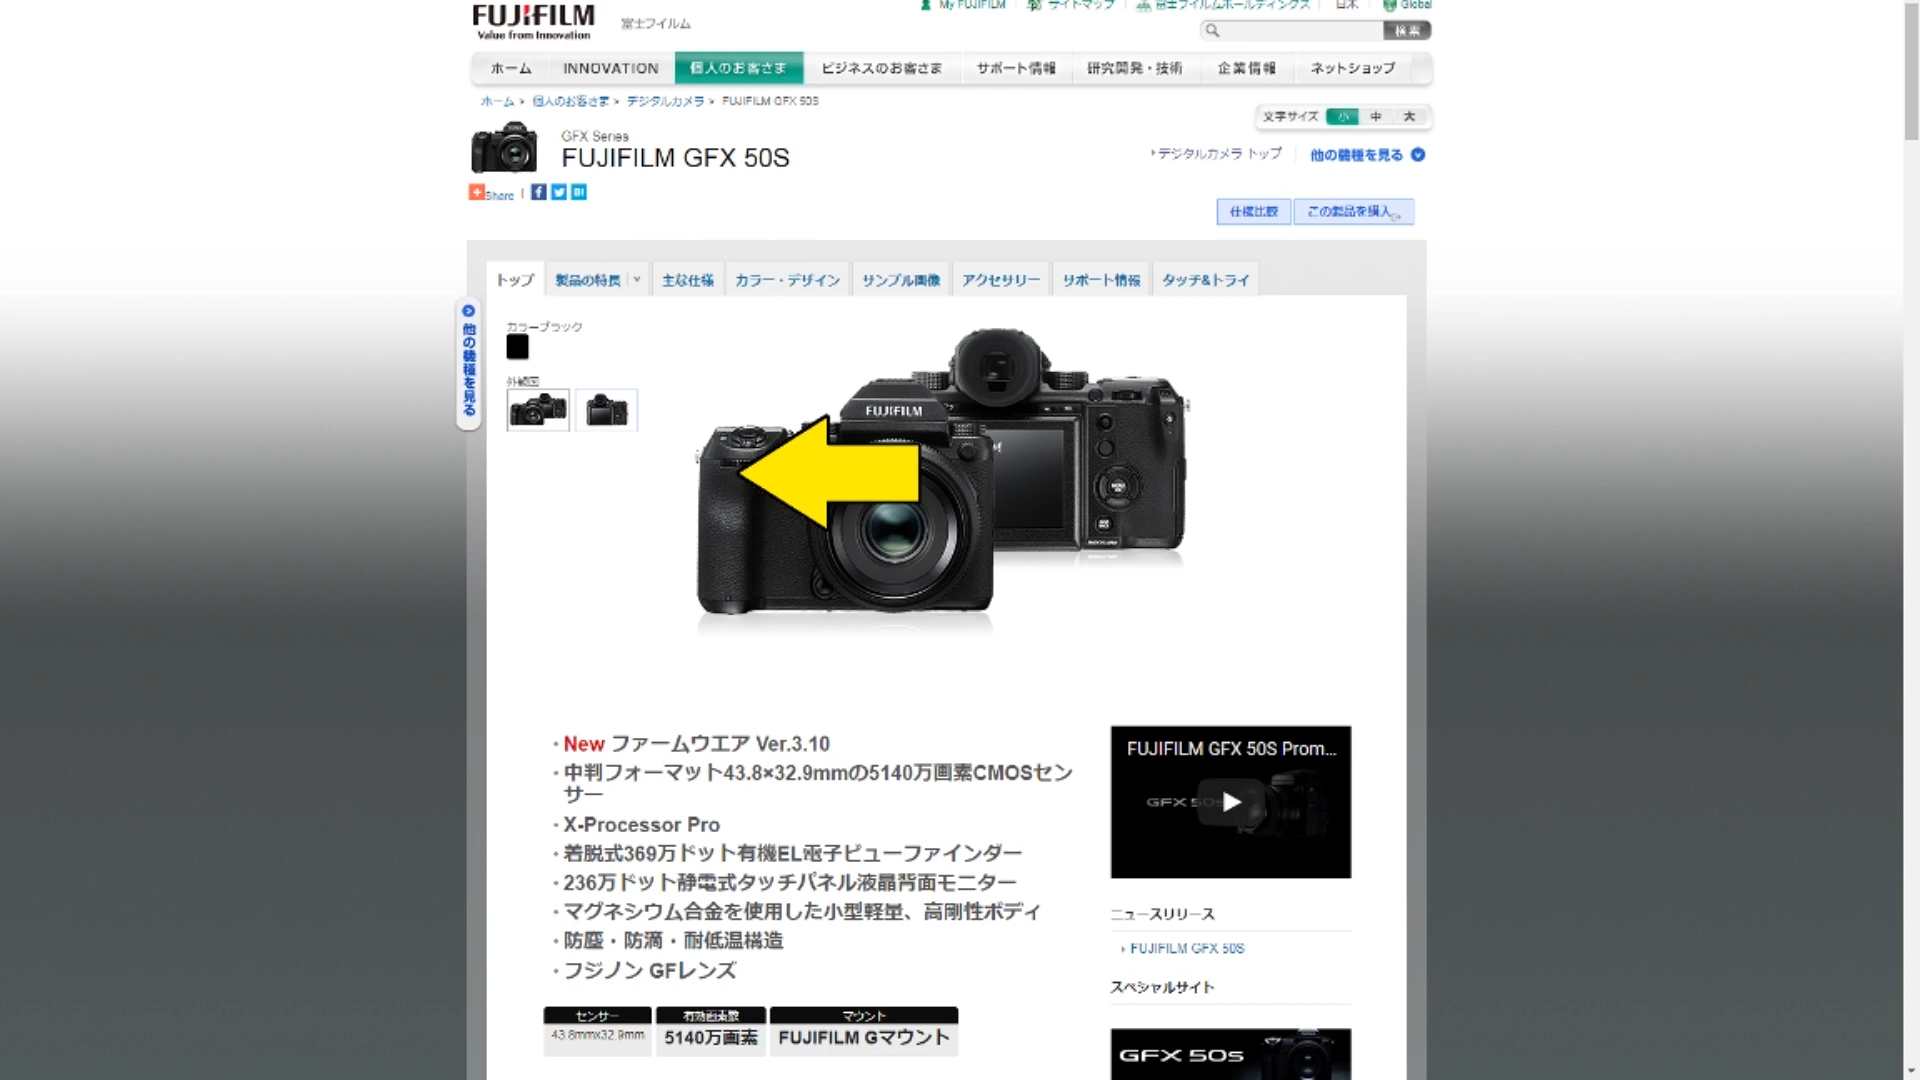 My FUJIFILM
サイトマップ
富士フイルムホールディングス
日本
Global
FUJIFILM
Value from Innovation
富士フイルム
検索
ホーム
INNOVATION
個人のお客さま
ビジネスのお客さま
サポート情報
研究開発・技術
企業情報
ネットショップ
ホーム > 個人のお客さま > デジタルカメラ > FUJIFILM GFX 50S
文字サイズ 小 中 大
GFX Series
FUJIFILM GFX 50S
デジタルカメラ トップ
他の機種を見る
Share
仕様比較
この製品を購入
トップ
製品の特長
主な仕様
カラー・デザイン
サンプル画像
アクセサリー
サポート情報
タッチ&トライ
他の機種を見る
カラーブラック
外観図
FUJIFILM
・New ファームウエア Ver.3.10
・中判フォーマット43.8×32.9mmの5140万画素CMOSセン
サー
・X-Processor Pro
・着脱式369万ドット有機EL電子ビューファインダー
・236万ドット静電式タッチパネル液晶背面モニター
・マグネシウム合金を使用した小型軽量、高剛性ボディ
・防塵・防滴・耐低温構造
・フジノン GFレンズ
FUJIFILM GFX 50S Prom...
GFX 50s
ニュースリリース
FUJIFILM GFX 50S
スペシャルサイト
GFX 50s
センサー
43.8mmx32.9mm
有効画素数
5140万画素
マウント
FUJIFILM Gマウント